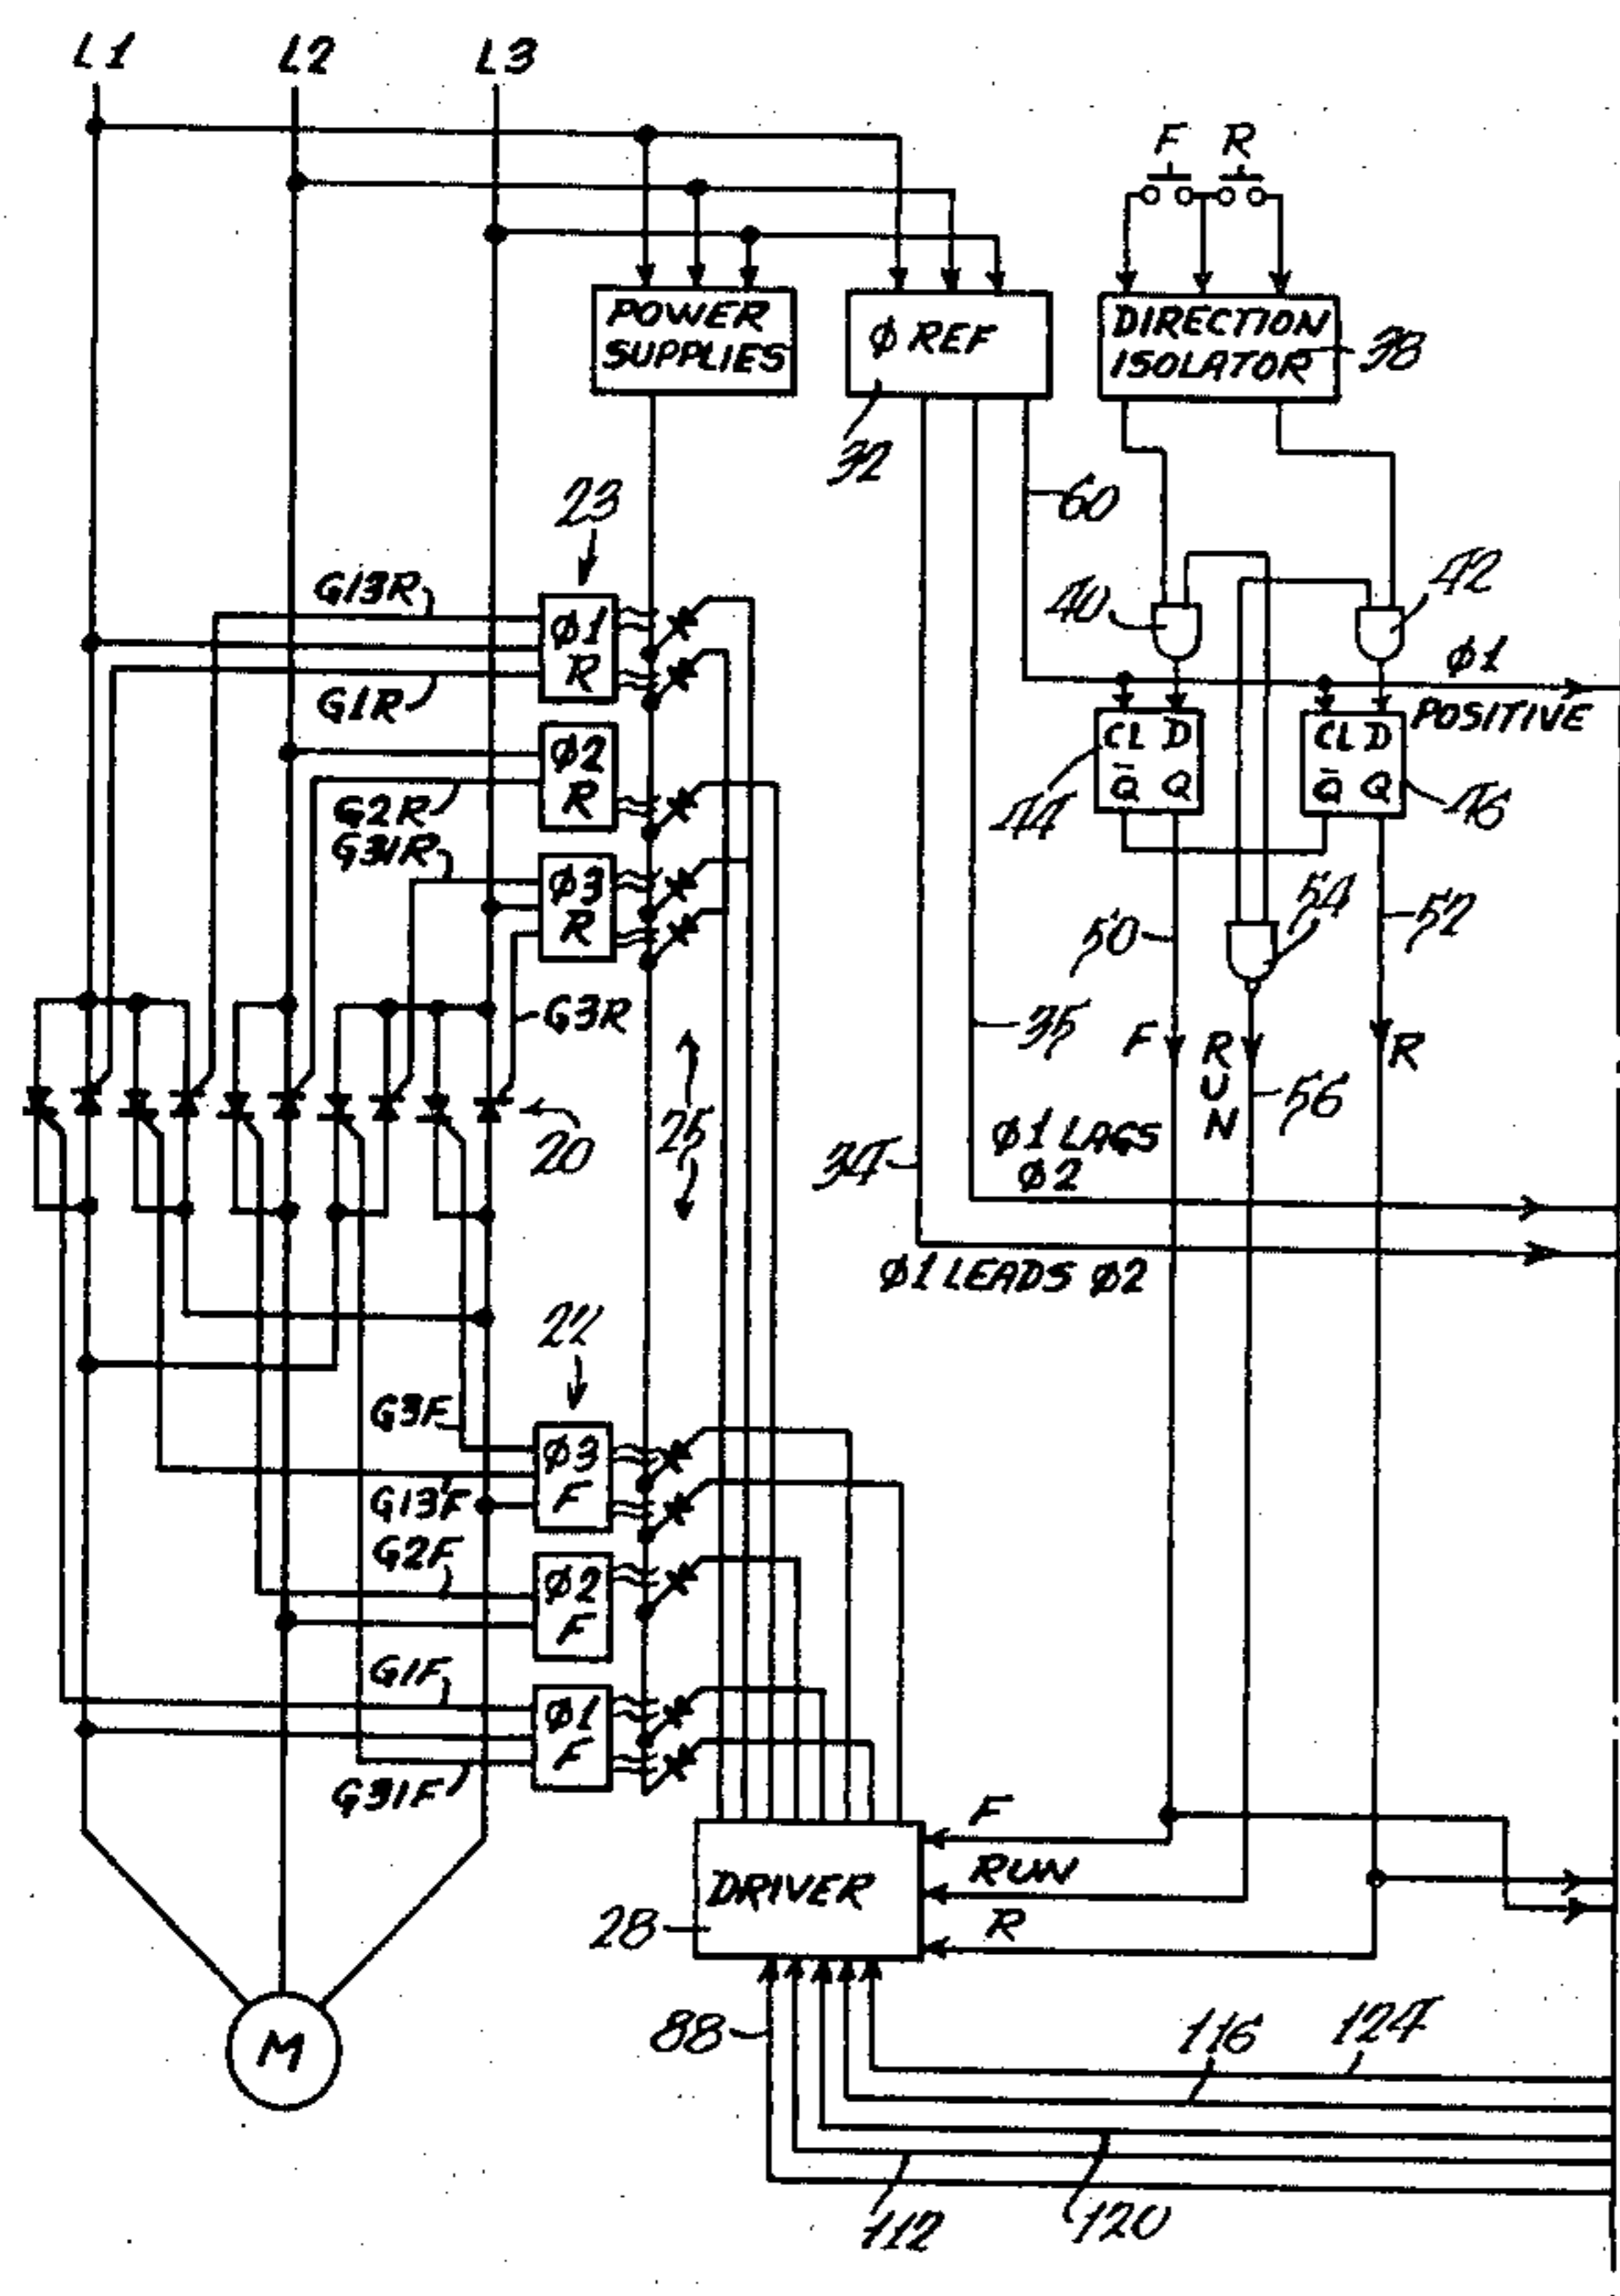 L1 L2 L3
F R
POWER
SUPPLIES
φ REF
DIRECTION
ISOLATOR
38
32
60
23
G13R
φ1
R
G1R
40
42
φ1
POSITIVE
CL D
Q̅ Q
44
CL D
Q̅ Q
46
φ2
R
G2R
G31R
φ3
R
G3R
50
54
52
35
F
RUN
R
56
20
25
34
φ1 LAGS
φ2
φ1 LEADS φ2
22
G3F
φ3
F
G13F
G2F
φ2
F
G1F
φ1
F
G31F
F
RUN
R
DRIVER
28
M
88
116
124
112
120